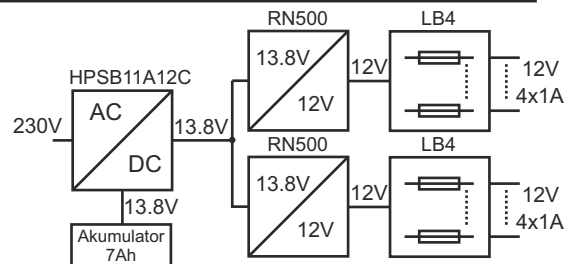 RN500
LB4
13.8V
12V
12V
12V
4x1A
HPSB11A12C
230V
AC
DC
13.8V
13.8V
Akumulator
7Ah
RN500
LB4
13.8V
12V
12V
12V
4x1A